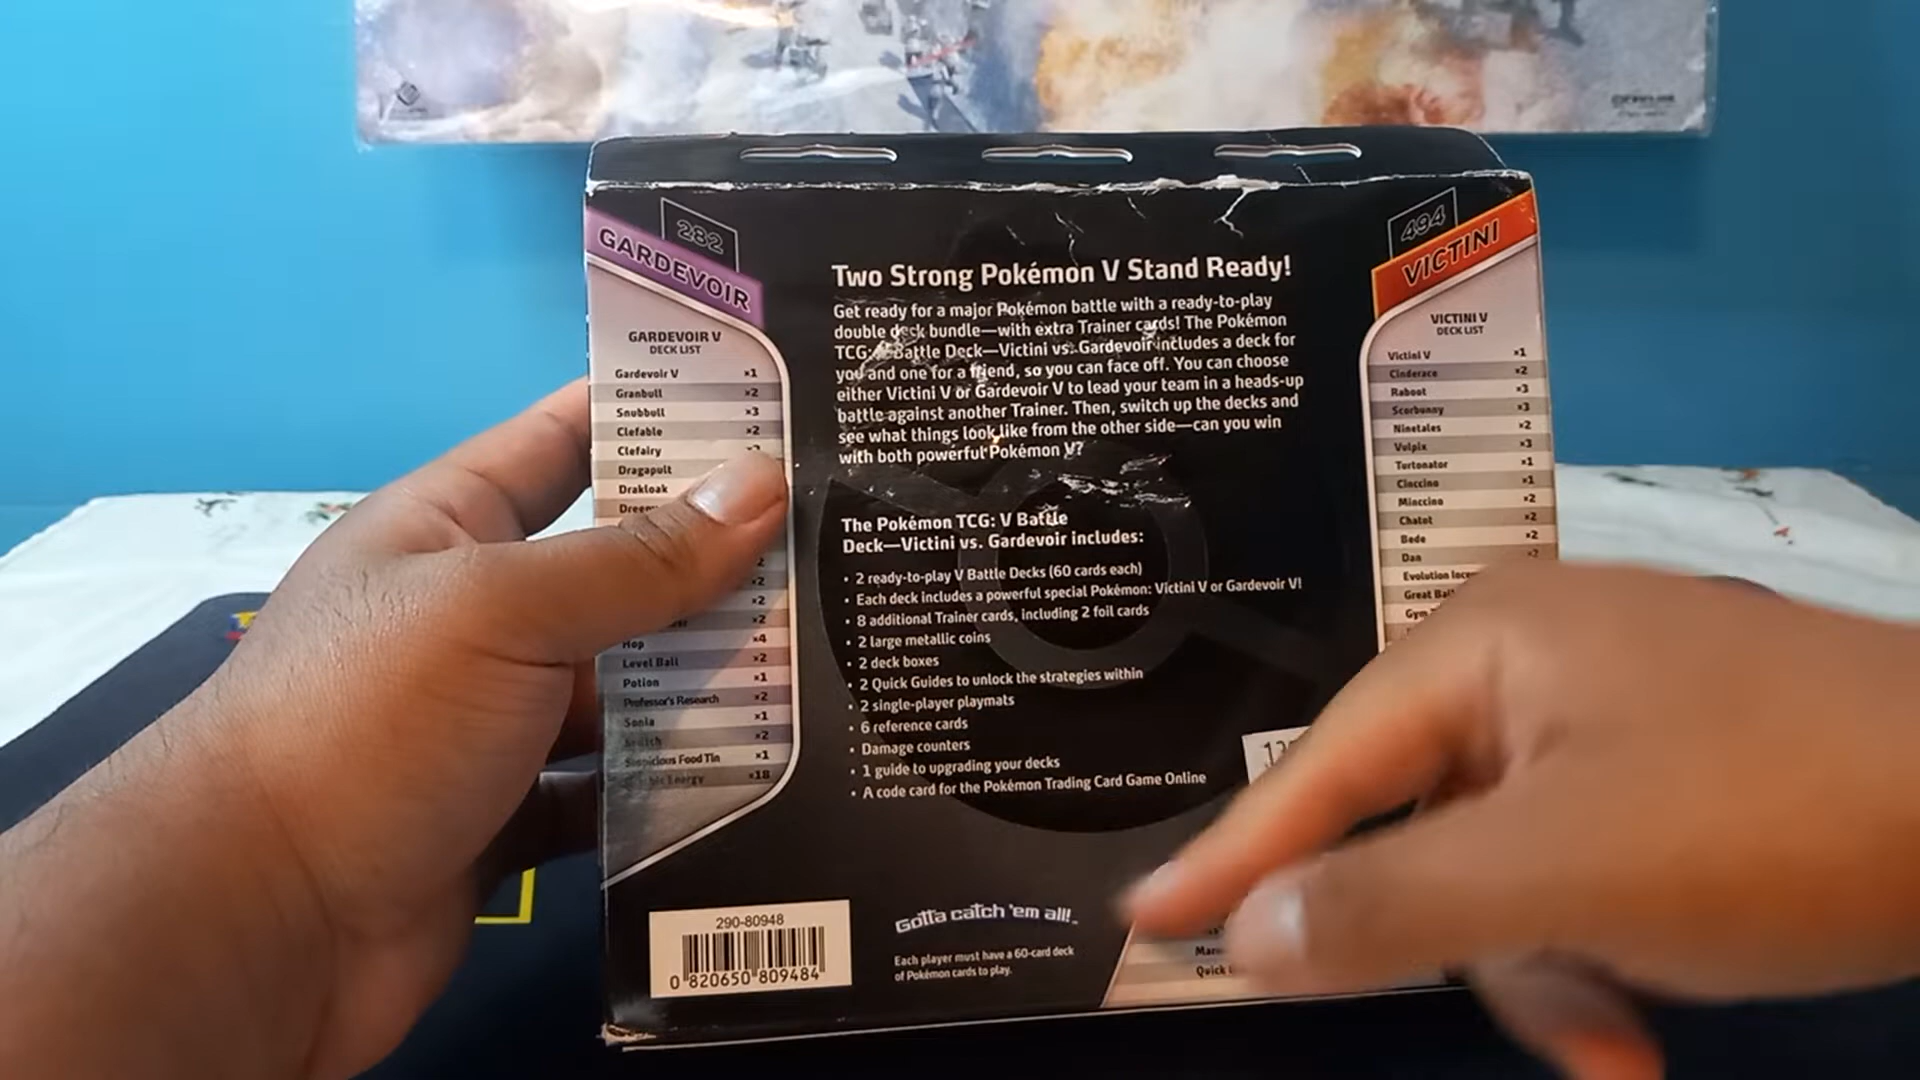 282
GARDEVOIR
GARDEVOIR V
DECK LIST
Gardevoir V ×1
Granbull ×2
Snubbull ×3
Clefable ×2
Clefairy
Dragapult
Drakloak
×2
×2
×2
Hop ×4
Level Ball ×2
Potion ×1
Professor's Research ×2
Sonia ×1
×2
Suspicious Food Tin ×1
Energy ×18
Two Strong Pokémon V Stand Ready!
Get ready for a major Pokémon battle with a ready-to-play
double deck bundle—with extra Trainer cards! The Pokémon
TCG: V Battle Deck—Victini vs. Gardevoir includes a deck for
you and one for a friend, so you can face off. You can choose
either Victini V or Gardevoir V to lead your team in a heads-up
battle against another Trainer. Then, switch up the decks and
see what things look like from the other side—can you win
with both powerful Pokémon V?
The Pokémon TCG: V Battle
Deck—Victini vs. Gardevoir includes:
• 2 ready-to-play V Battle Decks (60 cards each)
• Each deck includes a powerful special Pokémon: Victini V or Gardevoir V!
• 8 additional Trainer cards, including 2 foil cards
• 2 large metallic coins
• 2 deck boxes
• 2 Quick Guides to unlock the strategies within
• 2 single-player playmats
• 6 reference cards
• Damage counters
• 1 guide to upgrading your decks
• A code card for the Pokémon Trading Card Game Online
494
VICTINI
VICTINI V
DECK LIST
Victini V ×1
Cinderace ×2
Raboot ×3
Scorbunny ×3
Ninetales ×2
Vulpix ×3
Turtonator ×1
Cinccino ×1
Minccino ×2
Chatot ×2
Bede ×2
Dan ×2
Evolution
Great
Gym
290-80948
0 820650 809484
Gotta catch 'em all!
Each player must have a 60-card deck
of Pokémon cards to play.
Quick